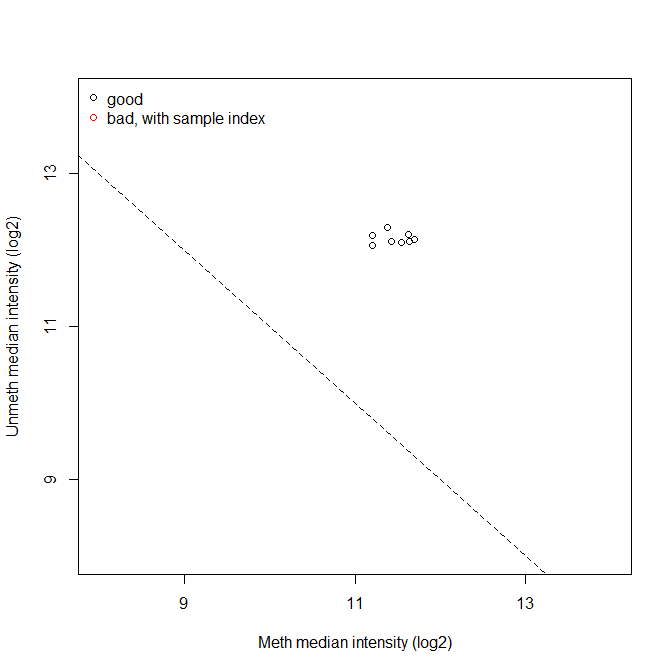 good
bad, with sample index
13
11
9
Unmeth median intensity (log2)
9 11 13
Meth median intensity (log2)